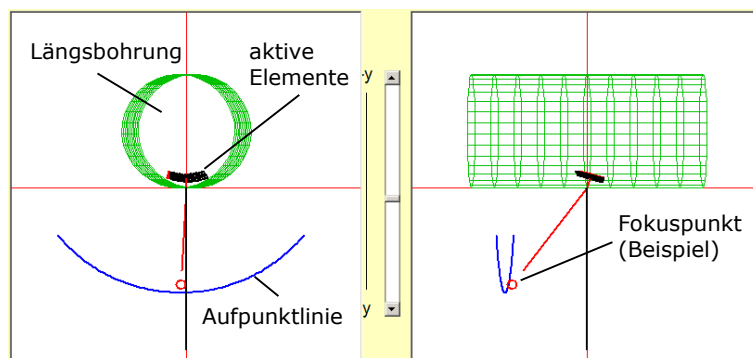 Längsbohrung
aktive
Elemente
-y
y
Aufpunktlinie
Fokuspunkt
(Beispiel)